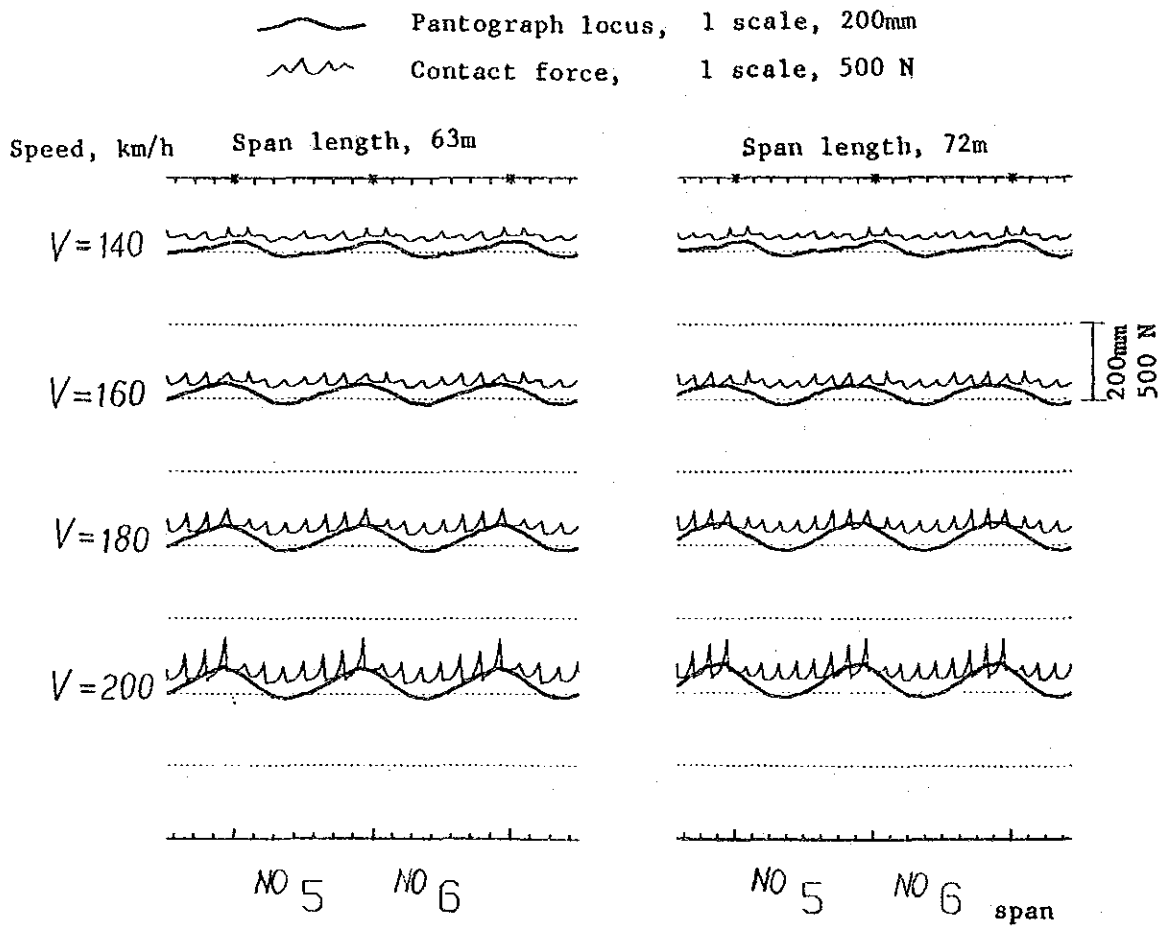 Pantograph locus, 1 scale, 200mm
Contact force, 1 scale, 500 N
Speed, km/h Span length, 63m Span length, 72m
V=140
V=160
200mm
500 N
V=180
V=200
NO 5 NO 6 NO 5 NO 6 span